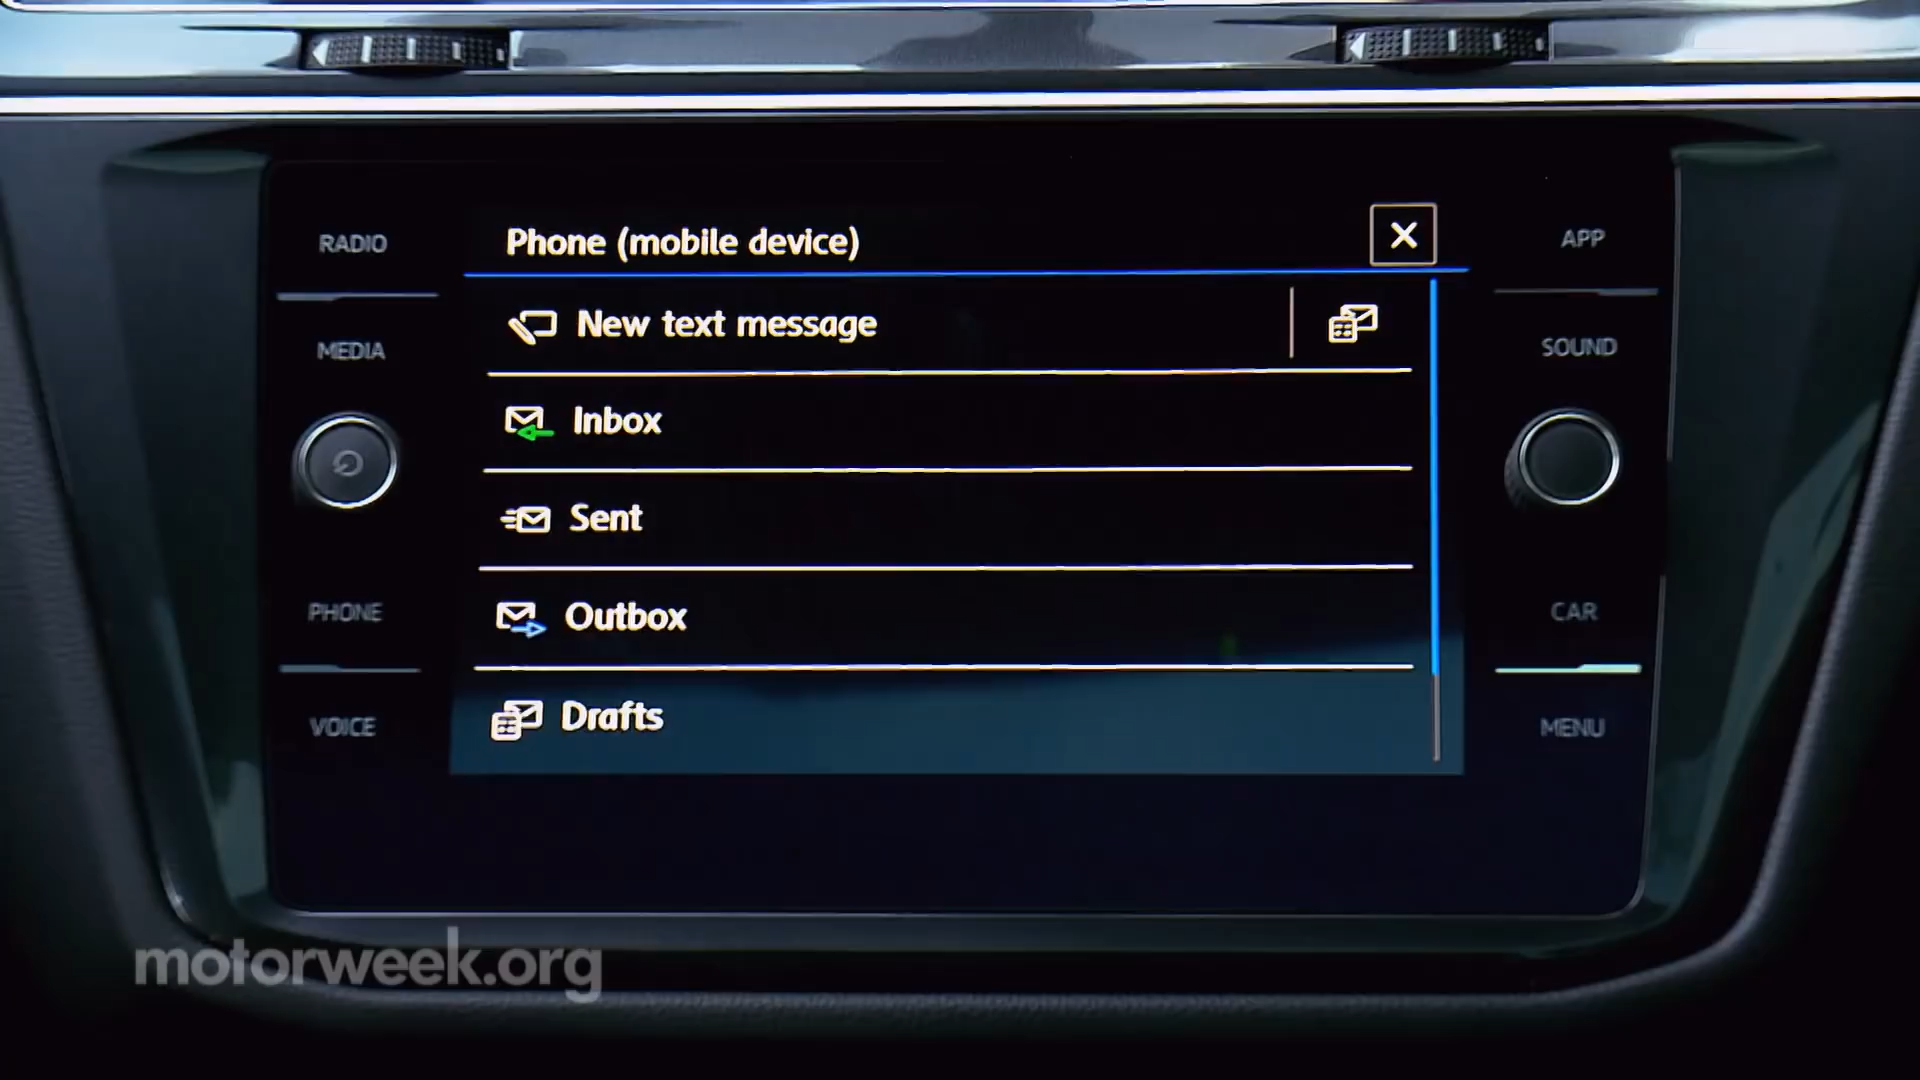 RADIO
MEDIA
PHONE
VOICE
Phone (mobile device)
New text message
Inbox
Sent
Outbox
Drafts
APP
SOUND
CAR
MENU
motorweek.org